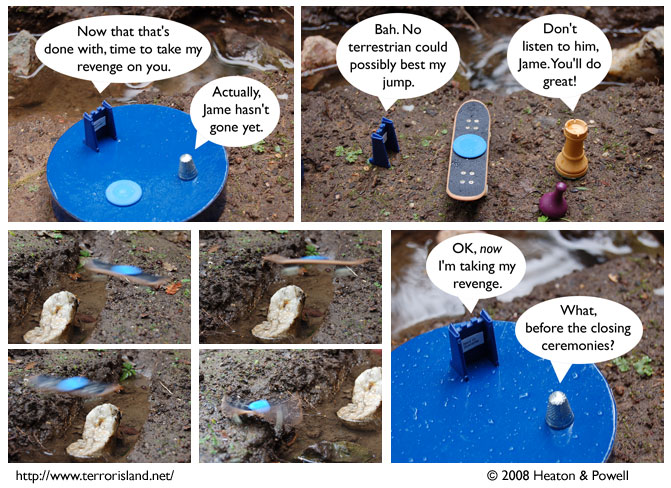 Now that that's
done with, time to take my
revenge on you.
Actually,
Jame hasn't
gone yet.
Bah. No
terrestrian could
possibly best my
jump.
Don't
listen to him,
Jame. You'll do
great!
OK, now
I'm taking my
revenge.
What,
before the closing
ceremonies?
http://www.terrorisland.net/
© 2008 Heaton & Powell